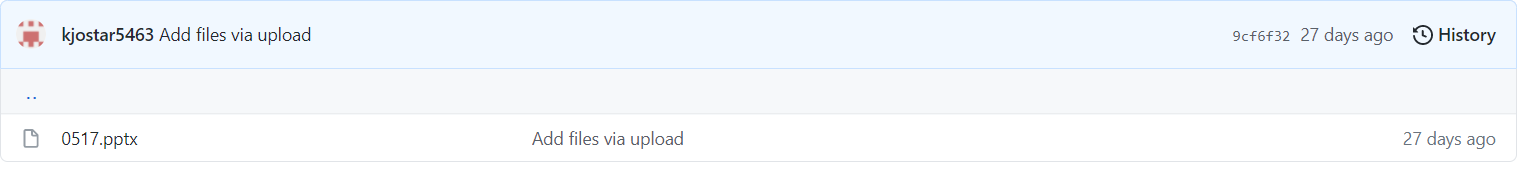 kjostar5463 Add files via upload 9cf6f32 27 days ago History
..
0517.pptx Add files via upload 27 days ago